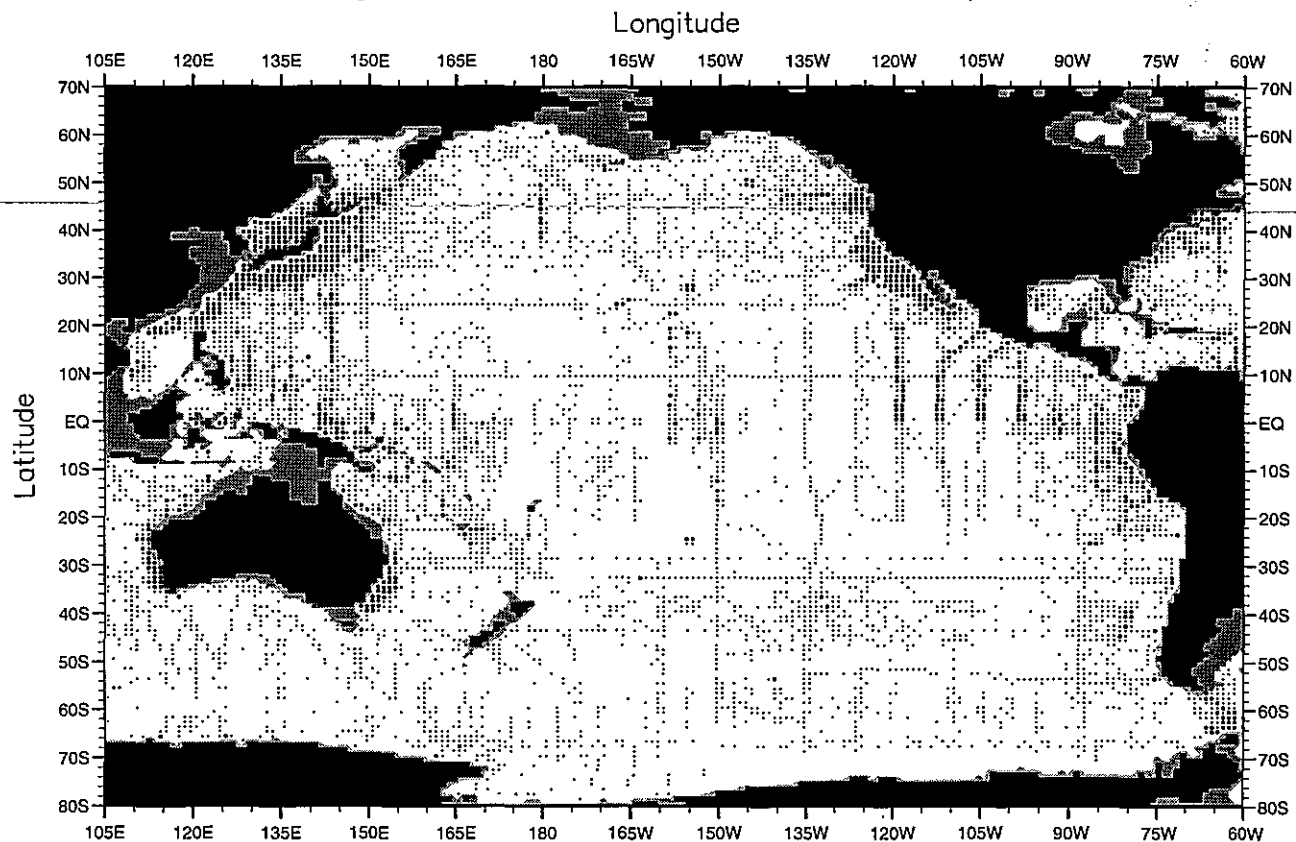 Longitude
105E 120E 135E 150E 165E 180 165W 150W 135W 120W 105W 90W 75W 60W
70N 70N
60N 60N
50N 50N
40N 40N
30N 30N
20N 20N
10N 10N
EQ EQ
Latitude
10S 10S
20S 20S
30S 30S
40S 40S
50S 50S
60S 60S
70S 70S
80S 80S
105E 120E 135E 150E 165E 180 165W 150W 135W 120W 105W 90W 75W 60W